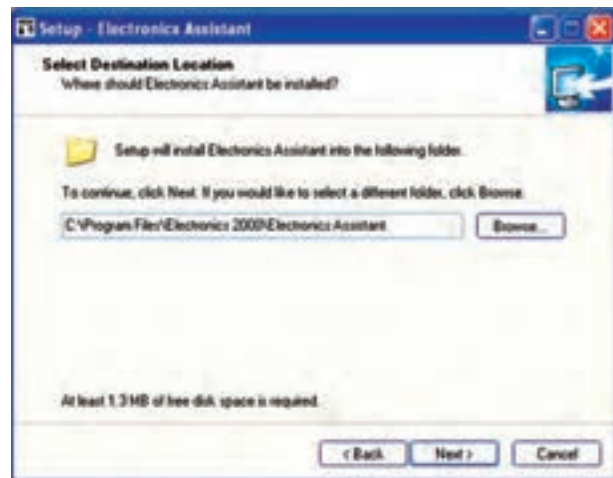 Setup - Electronics Assistant
Select Destination Location
Where should Electronics Assistant be installed?
Setup will install Electronics Assistant into the following folder.
To continue, click Next. If you would like to select a different folder, click Browse.
C:\Program Files\Electronics 2000\Electronics Assistant
Browse...
At least 1.3 MB of free disk space is required.
< Back
Next >
Cancel